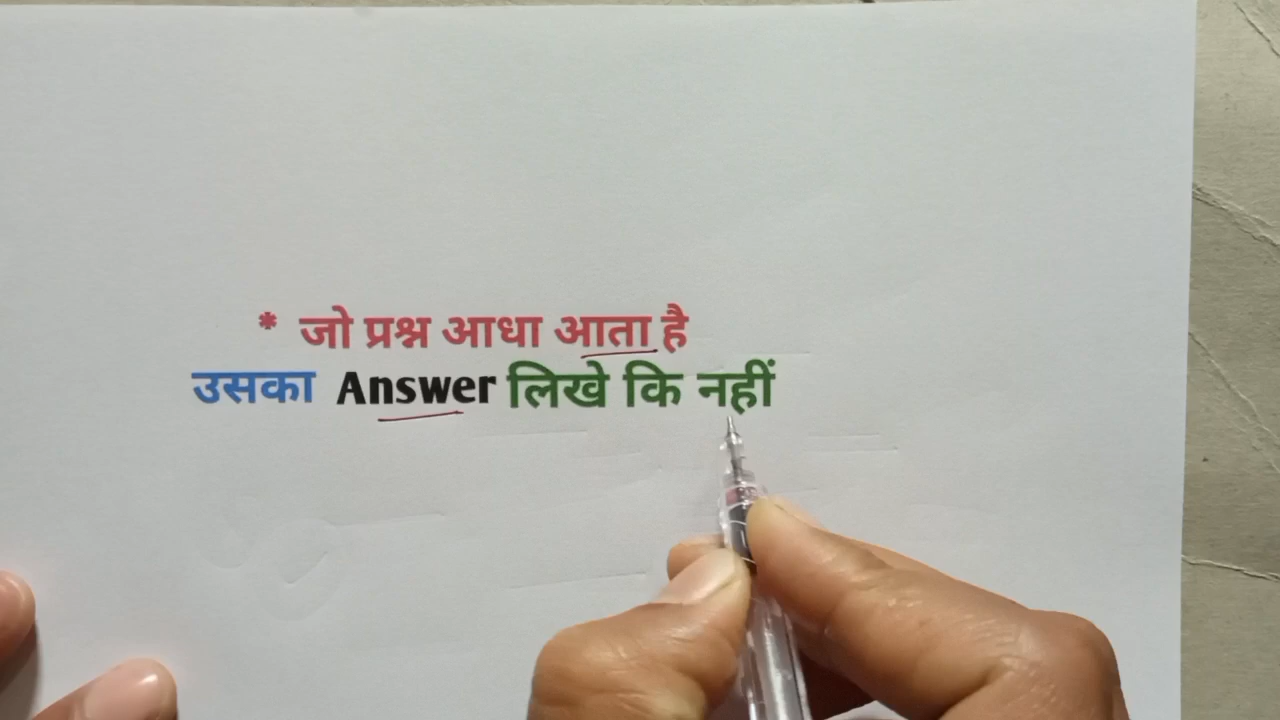 * जो प्रश्न आधा आता है
उसका Answer लिखे कि नहीं